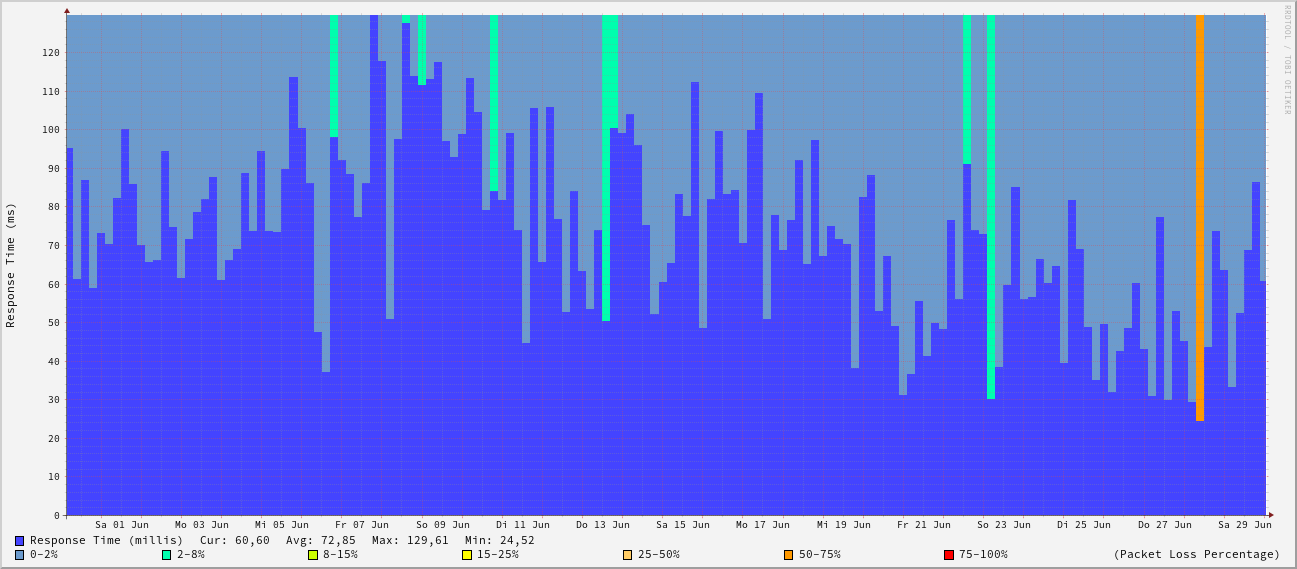 RRDTOOL / TOBI OETIKER
Response Time (ms)
120
110
100
90
80
70
60
50
40
30
20
10
0
Sa 01 Jun Mo 03 Jun Mi 05 Jun Fr 07 Jun So 09 Jun Di 11 Jun Do 13 Jun Sa 15 Jun Mo 17 Jun Mi 19 Jun Fr 21 Jun So 23 Jun Di 25 Jun Do 27 Jun Sa 29 Jun
Response Time (millis) Cur: 60,60 Avg: 72,85 Max: 129,61 Min: 24,52
0-2% 2-8% 8-15% 15-25% 25-50% 50-75% 75-100% (Packet Loss Percentage)